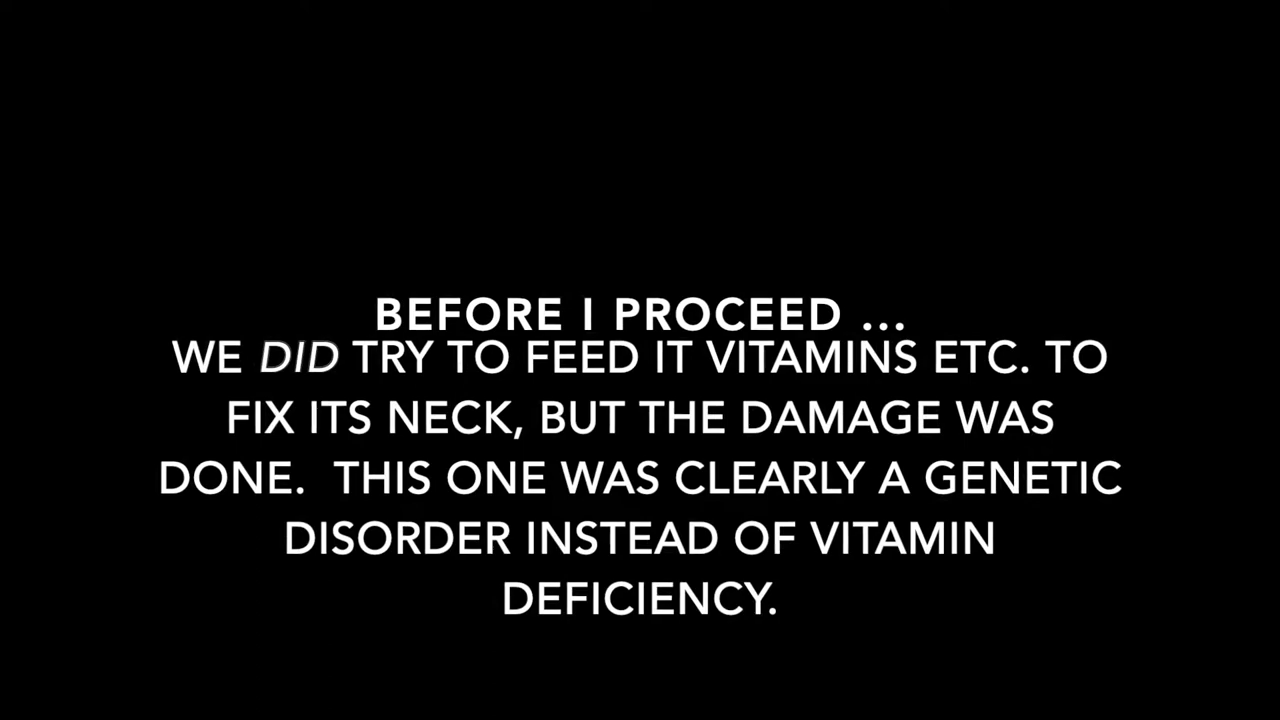 BEFORE I PROCEED ...
WE DID TRY TO FEED IT VITAMINS ETC. TO
FIX ITS NECK, BUT THE DAMAGE WAS
DONE.  THIS ONE WAS CLEARLY A GENETIC
DISORDER INSTEAD OF VITAMIN
DEFICIENCY.